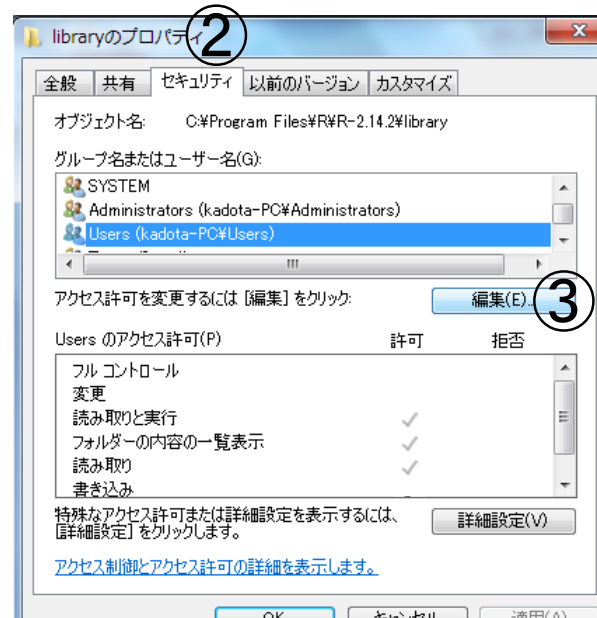 libraryのプロパティ
②
全般 共有 セキュリティ 以前のバージョン カスタマイズ
オブジェクト名: C:¥Program Files¥R¥R-2.14.2¥library
グループ名またはユーザー名(G):
SYSTEM
Administrators (kadota-PC¥Administrators)
Users (kadota-PC¥Users)
アクセス許可を変更するには [編集] をクリック:
編集(E)...
③
Users のアクセス許可(P) 許可 拒否
フル コントロール
変更
読み取りと実行
フォルダーの内容の一覧表示
読み取り
書き込み
特殊なアクセス許可または詳細設定を表示するには、
[詳細設定] をクリックします。
詳細設定(V)
アクセス制御とアクセス許可の詳細を表示します。
OK キャンセル 適用(A)